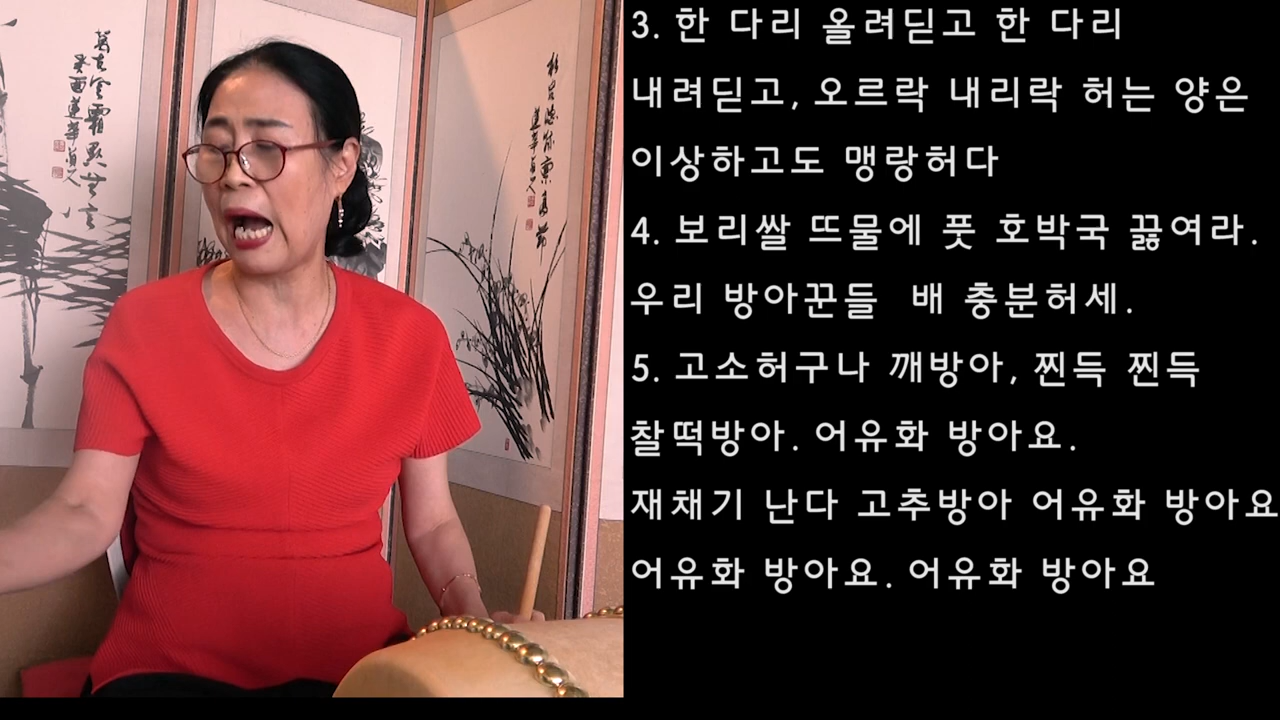 3. 한 다리 올려딛고 한 다리
내려딛고, 오르락 내리락 허는 양은
이상하고도 맹랑허다
4. 보리쌀 뜨물에 풋 호박국 끓여라.
우리 방아꾼들 배 충분허세.
5. 고소허구나 깨방아, 찐득 찐득
찰떡방아. 어유화 방아요.
재채기 난다 고추방아 어유화 방아요
어유화 방아요. 어유화 방아요